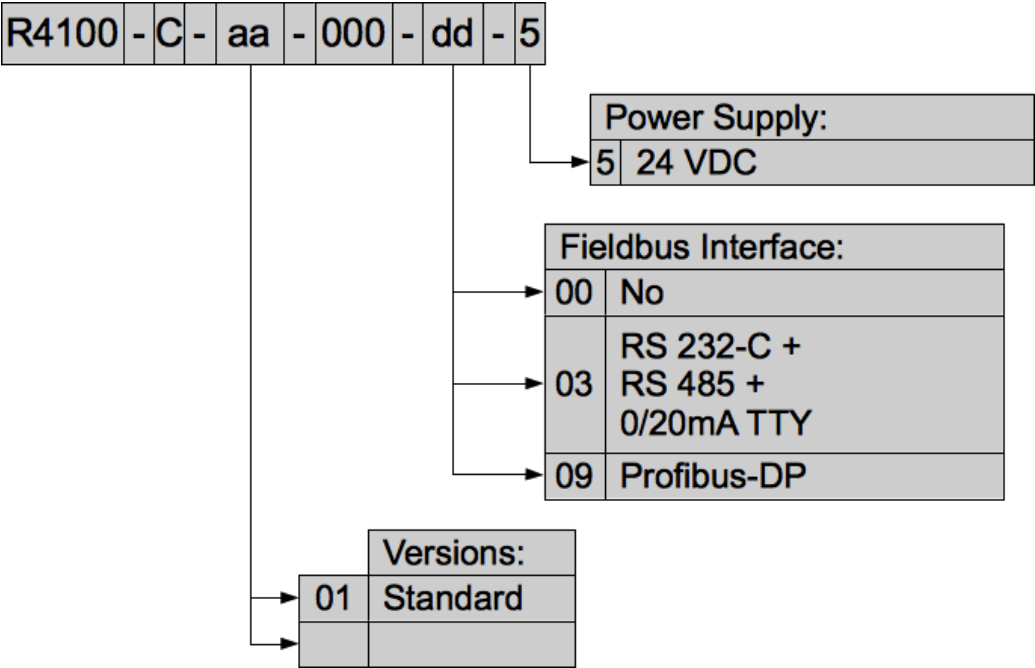 R4100 - C - aa - 000 - dd - 5
Power Supply:
5 24 VDC
Fieldbus Interface:
00 No
03 RS 232-C +
RS 485 +
0/20mA TTY
09 Profibus-DP
Versions:
01 Standard